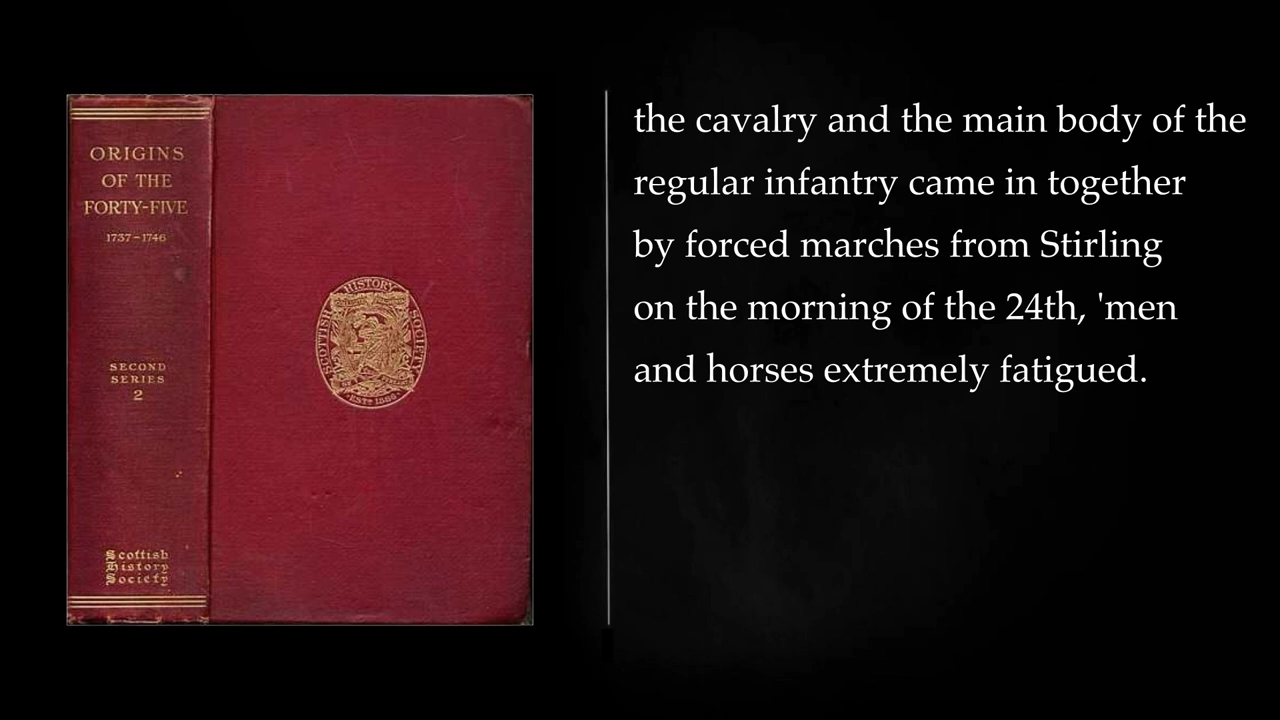 ORIGINS
OF THE
FORTY-FIVE
1737-1746
SECOND
SERIES
2
Scottish
History
Society
SCOTTISH HISTORY SOCIETY
ESTD 1886
the cavalry and the main body of the
regular infantry came in together
by forced marches from Stirling
on the morning of the 24th, 'men
and horses extremely fatigued.